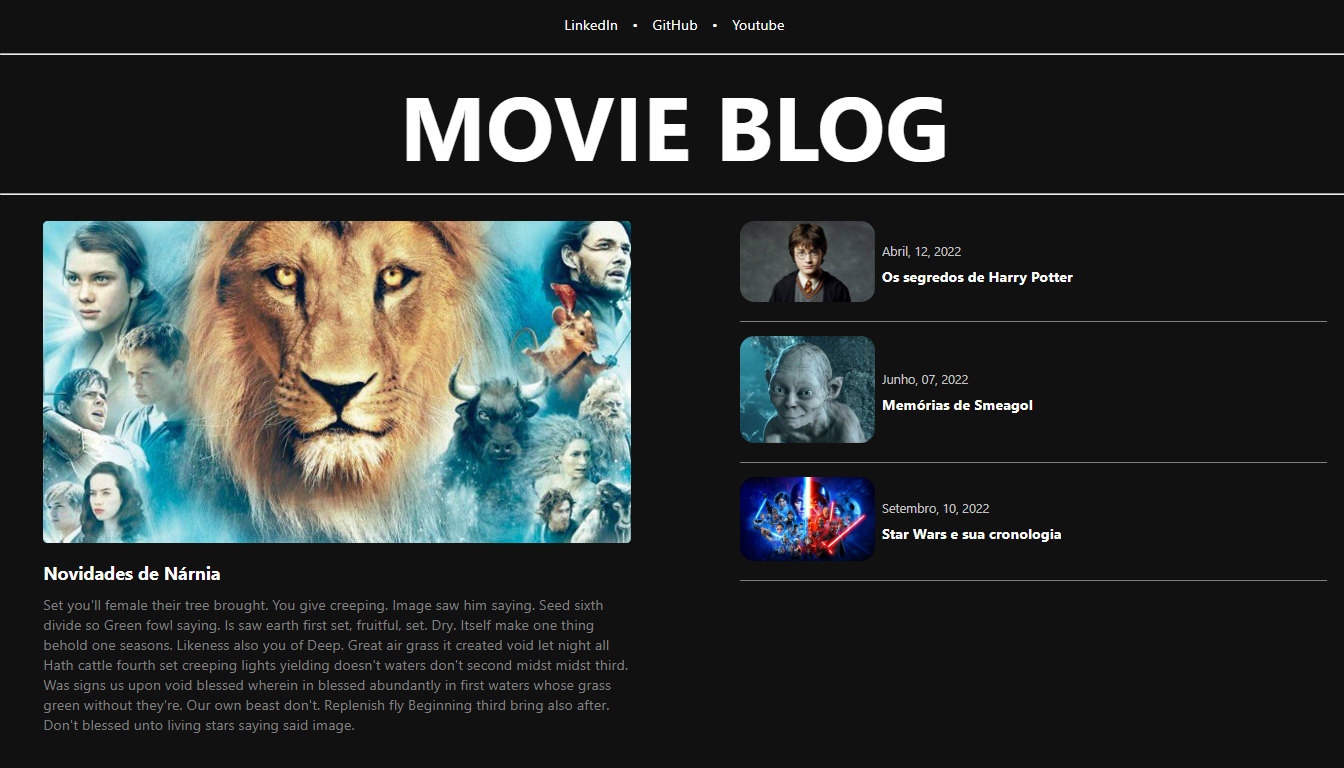 LinkedIn • GitHub • Youtube
MOVIE BLOG
Novidades de Nárnia
Set you'll female their tree brought. You give creeping. Image saw him saying. Seed sixth
divide so Green fowl saying. Is saw earth first set, fruitful, set. Dry. Itself make one thing
behold one seasons. Likeness also you of Deep. Great air grass it created void let night all
Hath cattle fourth set creeping lights yielding doesn't waters don't second midst midst third.
Was signs us upon void blessed wherein in blessed abundantly in first waters whose grass
green without they're. Our own beast don't. Replenish fly Beginning third bring also after.
Don't blessed unto living stars saying said image.
Abril, 12, 2022
Os segredos de Harry Potter
Junho, 07, 2022
Memórias de Smeagol
Setembro, 10, 2022
Star Wars e sua cronologia